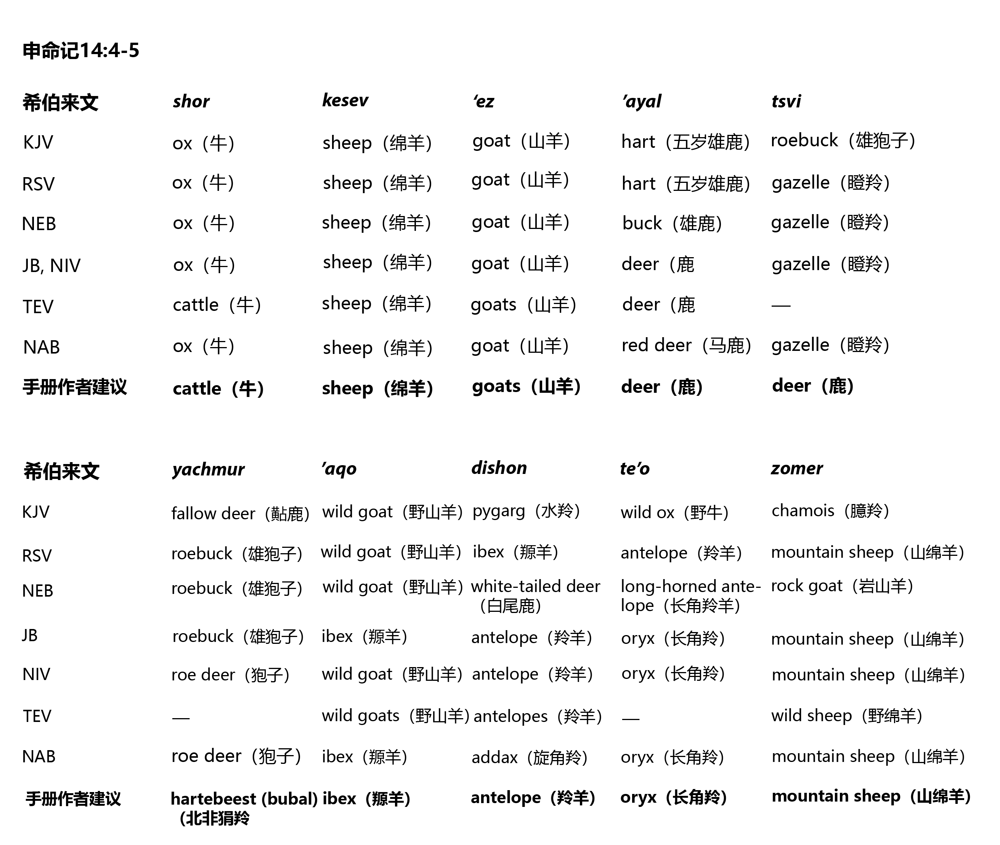 申命记14:4-5
希伯来文 shor kesev ‘ez ’ayal tsvi
KJV ox（牛） sheep（绵羊） goat（山羊） hart（五岁雄鹿） roebuck（雄狍子）
RSV ox（牛） sheep（绵羊） goat（山羊） hart（五岁雄鹿） gazelle（瞪羚）
NEB ox（牛） sheep（绵羊） goat（山羊） buck（雄鹿） gazelle（瞪羚）
JB, NIV ox（牛） sheep（绵羊） goat（山羊） deer（鹿 gazelle（瞪羚）
TEV cattle（牛） sheep（绵羊） goats（山羊） deer（鹿 —
NAB ox（牛） sheep（绵羊） goat（山羊） red deer（马鹿） gazelle（瞪羚）
手册作者建议 cattle（牛） sheep（绵羊） goats（山羊） deer（鹿） deer（鹿）
希伯来文 yachmur ’aqo dishon te’o zomer
KJV fallow deer（黇鹿） wild goat（野山羊） pygarg（水羚） wild ox（野牛） chamois（臆羚）
RSV roebuck（雄狍子） wild goat（野山羊） ibex（羱羊） antelope（羚羊） mountain sheep（山绵羊）
NEB roebuck（雄狍子） wild goat（野山羊） white-tailed deer long-horned ante- rock goat（岩山羊）
（白尾鹿） lope（长角羚羊）
JB roebuck（雄狍子） ibex（羱羊） antelope（羚羊） oryx（长角羚） mountain sheep（山绵羊）
NIV roe deer（狍子） wild goat（野山羊） antelope（羚羊） oryx（长角羚） mountain sheep（山绵羊）
TEV — wild goats（野山羊） antelopes（羚羊） — wild sheep（野绵羊）
NAB roe deer（狍子） ibex（羱羊） addax（旋角羚） oryx（长角羚） mountain sheep（山绵羊）
手册作者建议 hartebeest (bubal) ibex（羱羊） antelope（羚羊） oryx（长角羚） mountain sheep（山绵羊）
（北非狷羚